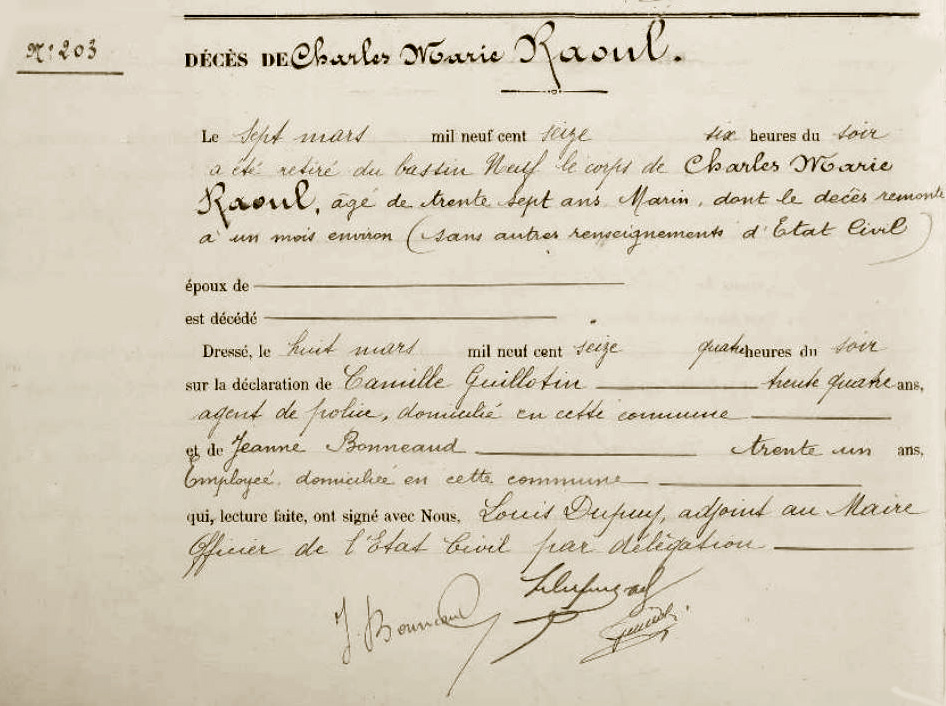 N° 203
DÉCÈS DE Charles Marie Raoul.
Le sept mars mil neuf cent seize six heures du soir
a été retiré du bassin Neuf le corps de Charles Marie
Raoul, âgé de trente sept ans Marin, dont le décès remonte
à un mois environ (sans autres renseignements d'Etat Civil)
époux de
est décédé
Dressé, le huit mars mil neuf cent seize quatre heures du soir
sur la déclaration de Camille Guillotin trente quatre ans,
agent de police, domicilié en cette commune
et de Jeanne Bonneaud trente un ans,
Employée domiciliée en cette commune
qui, lecture faite, ont signé avec Nous, Louis Dupuy, adjoint au Maire
Officier de l'Etat Civil par délégation
J. Bonneaud